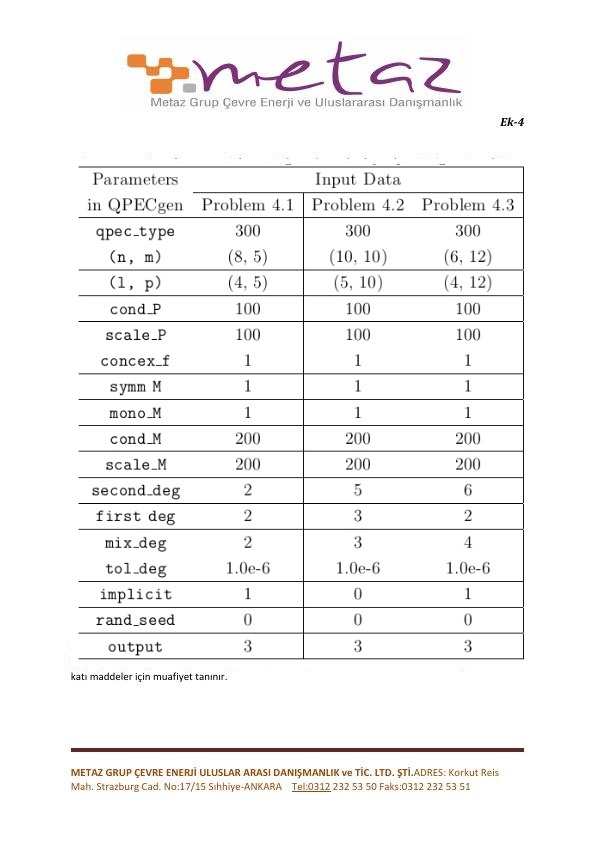 metaz
Metaz Grup Çevre Enerji ve Uluslararası Danışmanlık
Ek-4
Parameters Input Data
in QPECgen Problem 4.1 Problem 4.2 Problem 4.3
qpec_type 300 300 300
(n, m) (8, 5) (10, 10) (6, 12)
(l, p) (4, 5) (5, 10) (4, 12)
cond_P 100 100 100
scale_P 100 100 100
concex_f 1 1 1
symm M 1 1 1
mono_M 1 1 1
cond_M 200 200 200
scale_M 200 200 200
second_deg 2 5 6
first deg 2 3 2
mix_deg 2 3 4
tol_deg 1.0e-6 1.0e-6 1.0e-6
implicit 1 0 1
rand_seed 0 0 0
output 3 3 3
katı maddeler için muafiyet tanınır.
METAZ GRUP ÇEVRE ENERJİ ULUSLAR ARASI DANIŞMANLIK ve TİC. LTD. ŞTİ.ADRES: Korkut Reis
Mah. Strazburg Cad. No:17/15 Sıhhiye-ANKARA Tel:0312 232 53 50 Faks:0312 232 53 51